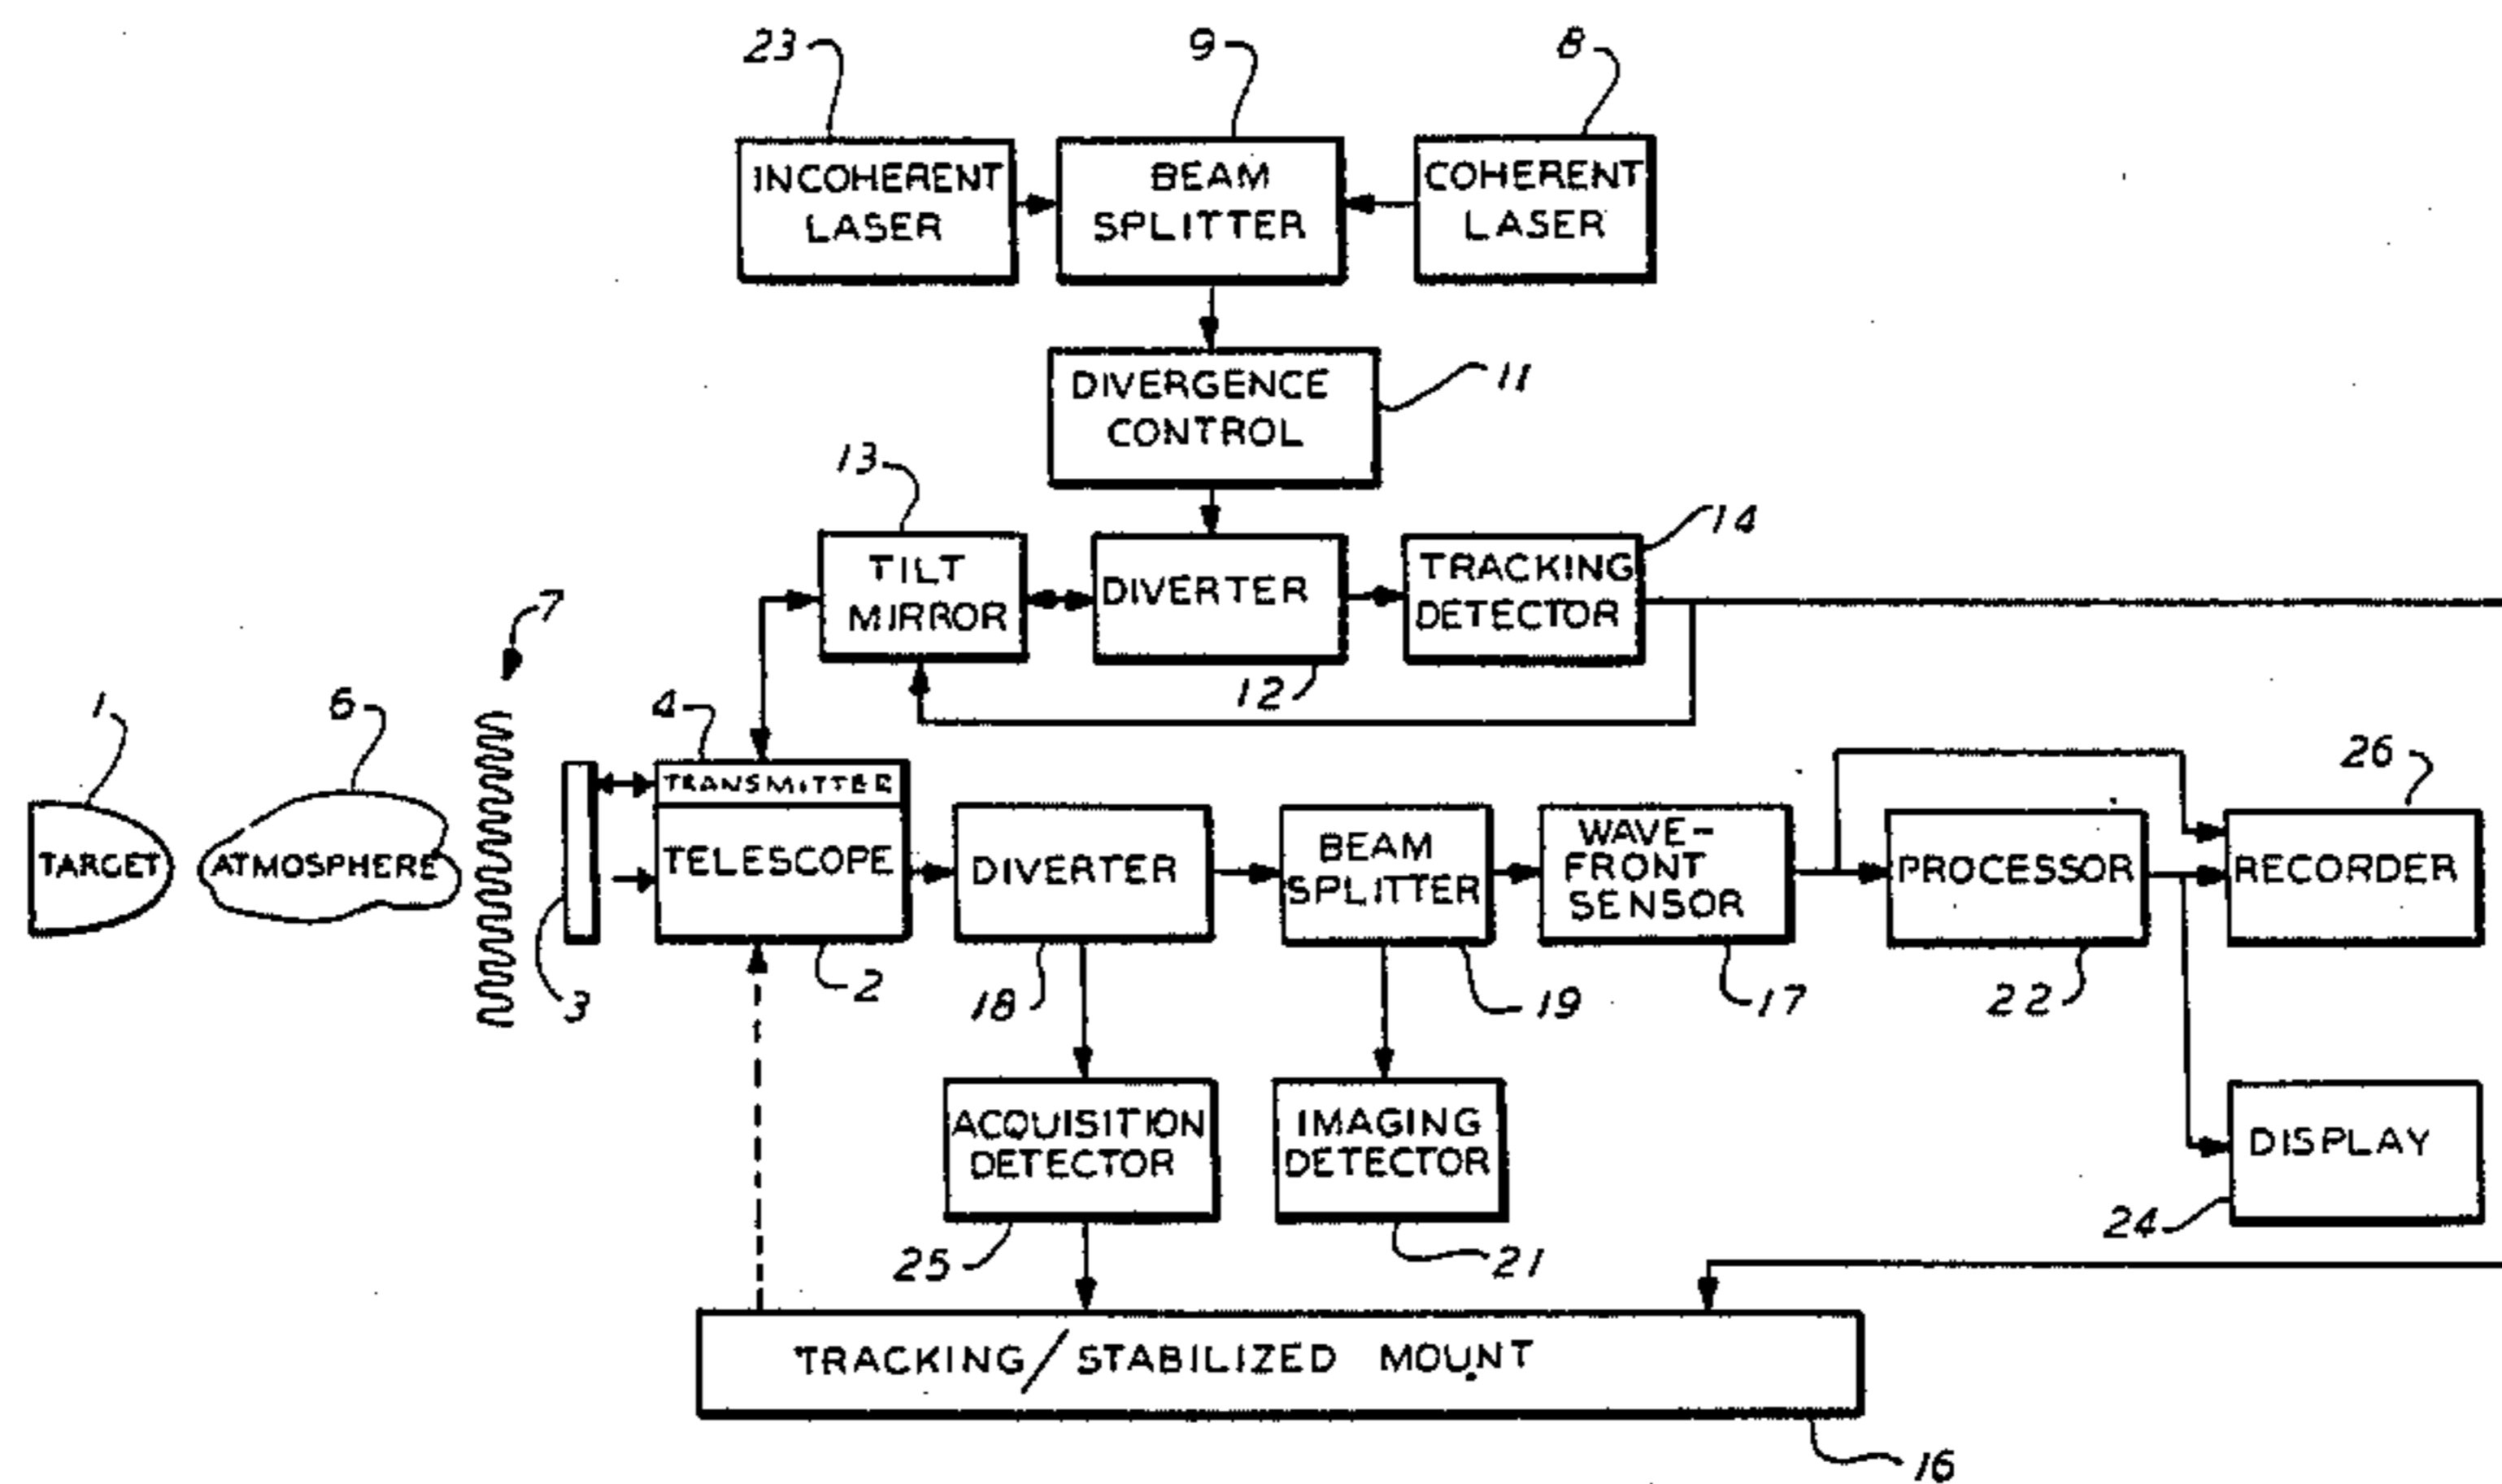 23
9
8
INCOHERENT
LASER
BEAM
SPLITTER
COHERENT
LASER
DIVERGENCE
CONTROL
11
13
14
TILT
MIRROR
DIVERTER
TRACKING
DETECTOR
7
12
1
6
4
26
TRANSMITTER
TARGET
ATMOSPHERE
TELESCOPE
DIVERTER
BEAM
SPLITTER
WAVE-
FRONT
SENSOR
PROCESSOR
RECORDER
3
2
18
19
17
22
ACQUISITION
DETECTOR
IMAGING
DETECTOR
DISPLAY
24
25
21
TRACKING/STABILIZED MOUNT
16